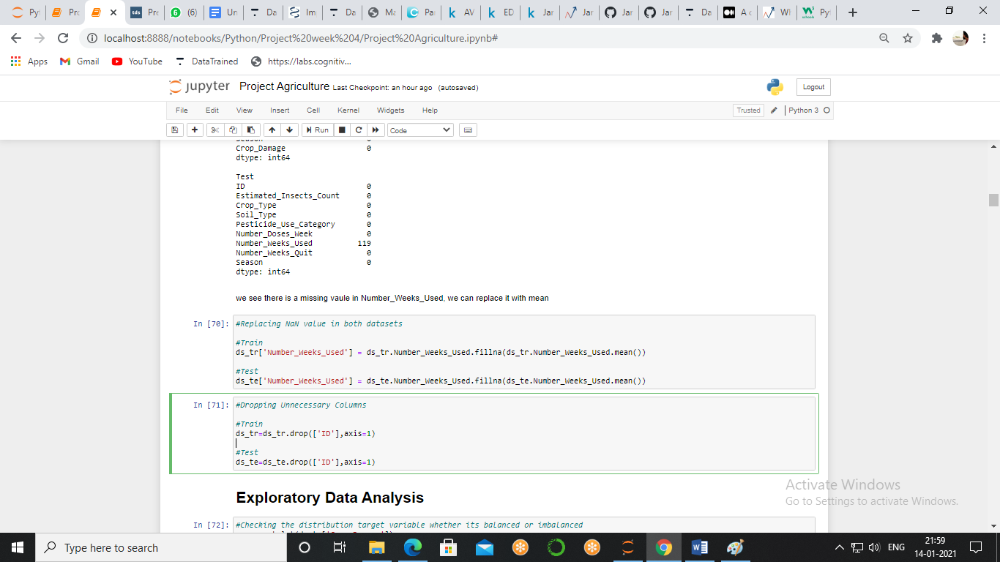 Py
Pro
tds
Pre
(6)
Un
Da
Im
Da
Ma
Pa
AV
ED
Jar
Jar
Jar
Jar
Da
A c
Wh
Pyt
localhost:8888/notebooks/Python/Project%20week%204/Project%20Agriculture.ipynb#
Apps
Gmail
YouTube
DataTrained
https://labs.cognitiv...
jupyter Project Agriculture Last Checkpoint: an hour ago (autosaved)
Logout
File Edit View Insert Cell Kernel Widgets Help
Trusted
Python 3
Run
Code
Season 0
Crop_Damage 0
dtype: int64
Test
ID 0
Estimated_Insects_Count 0
Crop_Type 0
Soil_Type 0
Pesticide_Use_Category 0
Number_Doses_Week 0
Number_Weeks_Used 119
Number_Weeks_Quit 0
Season 0
dtype: int64
we see there is a missing vaule in Number_Weeks_Used, we can replace it with mean
In [70]: #Replacing NaN value in both datasets
#Train
ds_tr['Number_Weeks_Used'] = ds_tr.Number_Weeks_Used.fillna(ds_tr.Number_Weeks_Used.mean())
#Test
ds_te['Number_Weeks_Used'] = ds_te.Number_Weeks_Used.fillna(ds_te.Number_Weeks_Used.mean())
In [71]: #Dropping Unnecessary Columns
#Train
ds_tr=ds_tr.drop(['ID'],axis=1)
#Test
ds_te=ds_te.drop(['ID'],axis=1)
Exploratory Data Analysis
In [72]: #Checking the distribution target variable whether its balanced or imbalanced
Activate Windows
Go to Settings to activate Windows.
Type here to search
ENG
21:59
14-01-2021